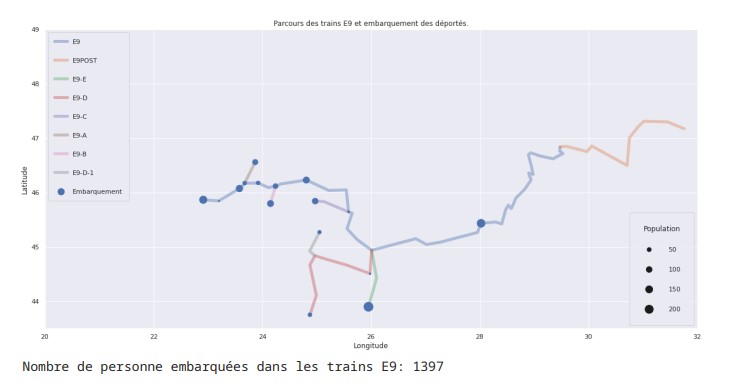 Parcours des trains E9 et embarquement des déportés.
49
48
47
46
45
44
Latitude
E9
E9POST
E9-E
E9-D
E9-C
E9-A
E9-B
E9-D-1
Embarquement
Population
50
100
150
200
20
22
24
26
28
30
32
Longitude
Nombre de personne embarquées dans les trains E9: 1397